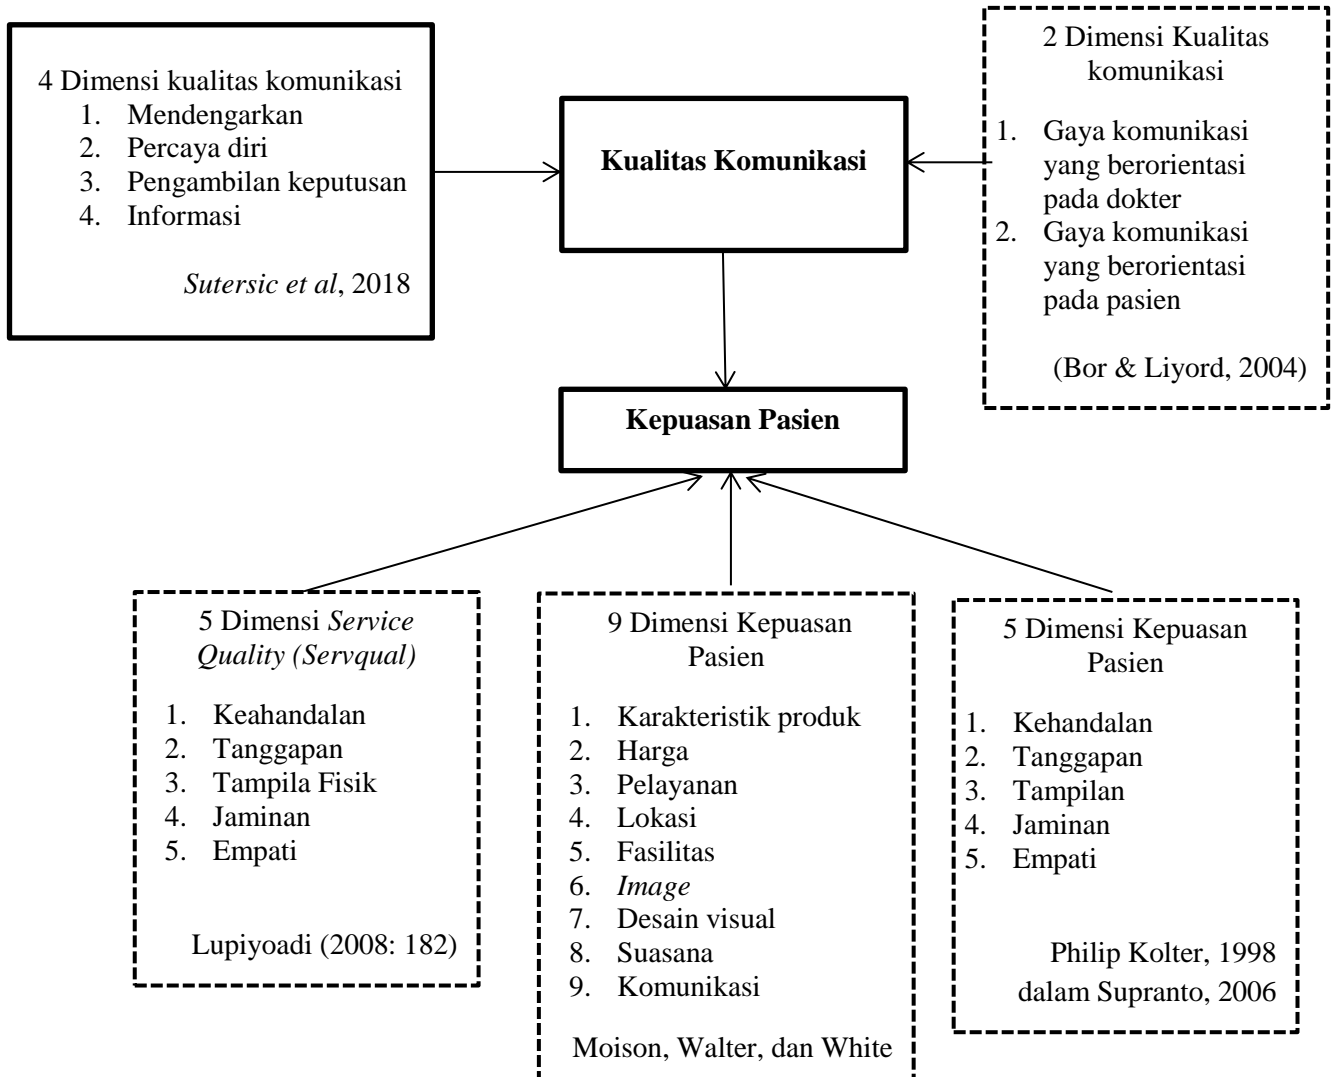 4 Dimensi kualitas komunikasi
1. Mendengarkan
2. Percaya diri
3. Pengambilan keputusan
4. Informasi
Sutersic et al, 2018
Kualitas Komunikasi
2 Dimensi Kualitas
komunikasi
1. Gaya komunikasi
yang berorientasi
pada dokter
2. Gaya komunikasi
yang berorientasi
pada pasien
(Bor & Liyord, 2004)
Kepuasan Pasien
5 Dimensi Service
Quality (Servqual)
1. Keahandalan
2. Tanggapan
3. Tampila Fisik
4. Jaminan
5. Empati
Lupiyoadi (2008: 182)
9 Dimensi Kepuasan
Pasien
1. Karakteristik produk
2. Harga
3. Pelayanan
4. Lokasi
5. Fasilitas
6. Image
7. Desain visual
8. Suasana
9. Komunikasi
Moison, Walter, dan White
5 Dimensi Kepuasan
Pasien
1. Kehandalan
2. Tanggapan
3. Tampilan
4. Jaminan
5. Empati
Philip Kolter, 1998
dalam Supranto, 2006